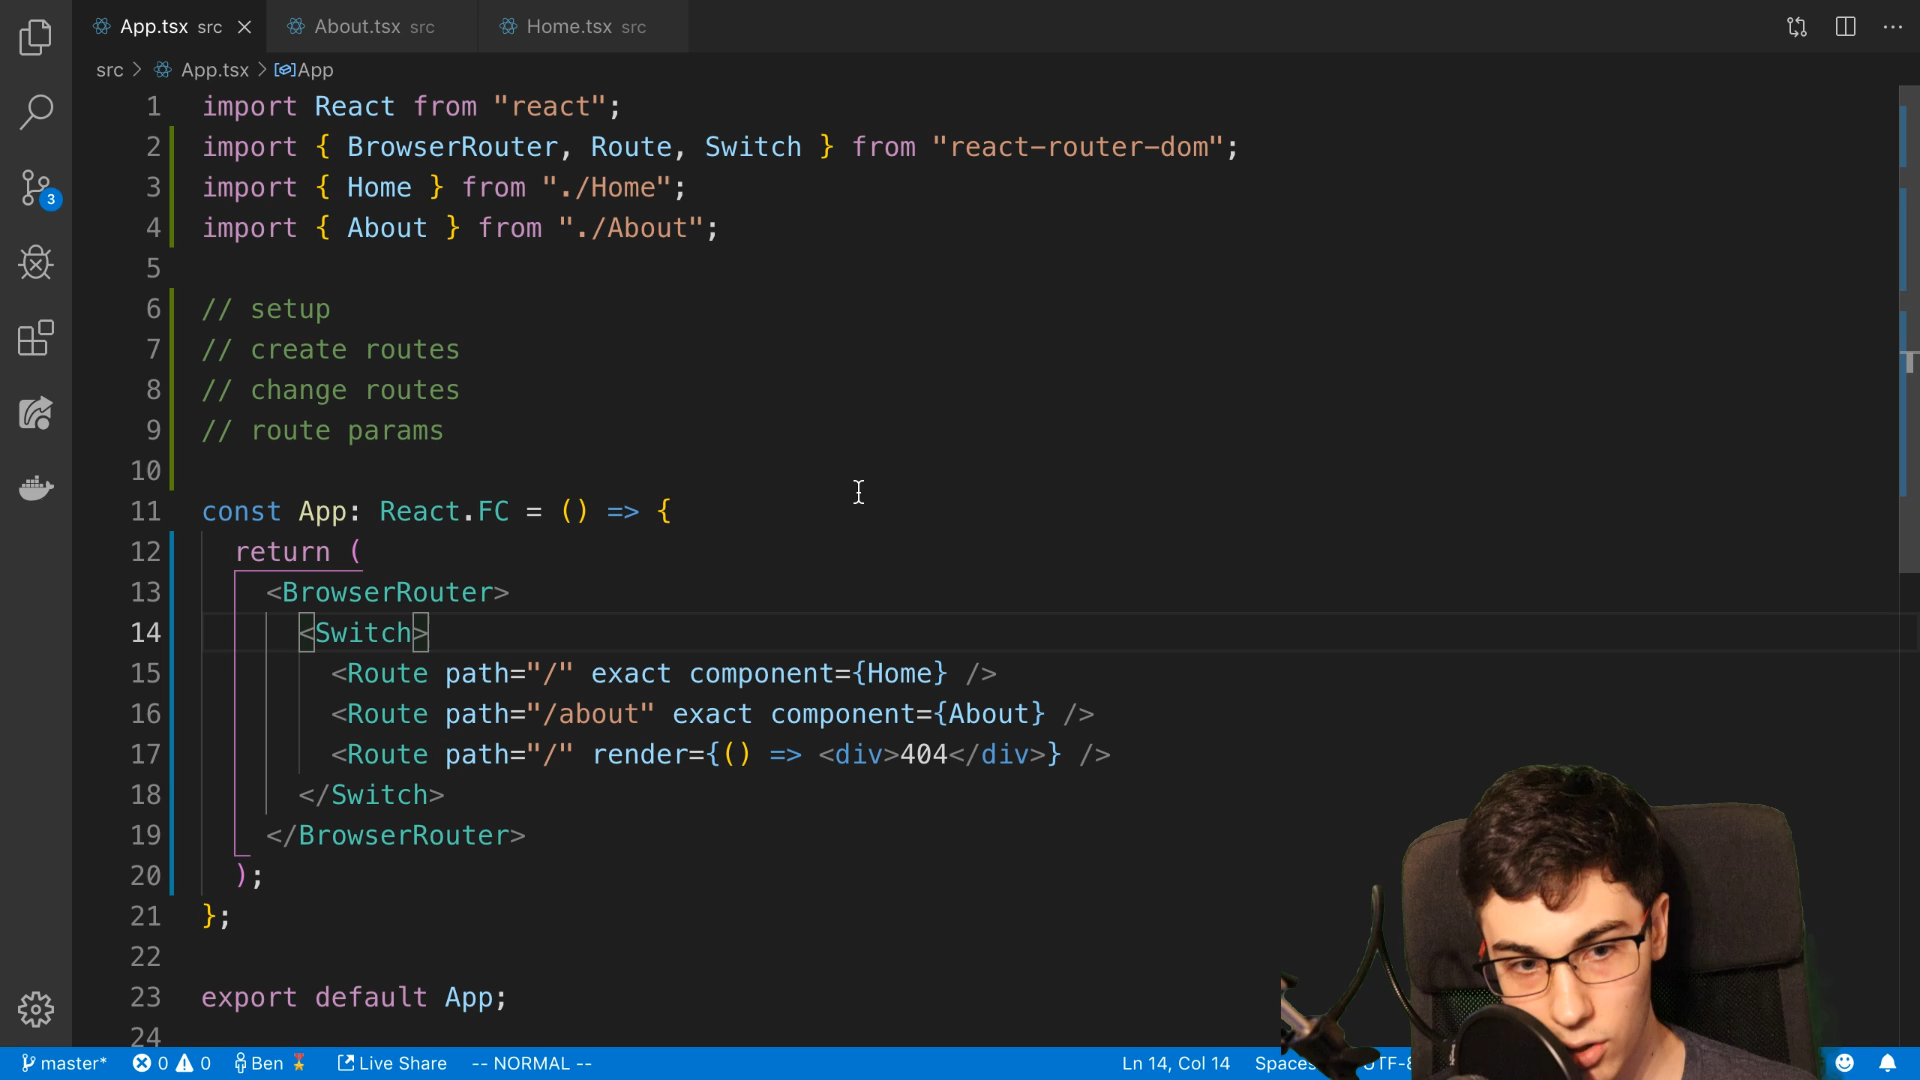 App.tsx src
About.tsx src
Home.tsx src
src > App.tsx > App
1 import React from "react";
2 import { BrowserRouter, Route, Switch } from "react-router-dom";
3 import { Home } from "./Home";
4 import { About } from "./About";
5
6 // setup
7 // create routes
8 // change routes
9 // route params
10
11 const App: React.FC = () => {
12 return (
13 <BrowserRouter>
14 <Switch>
15 <Route path="/" exact component={Home} />
16 <Route path="/about" exact component={About} />
17 <Route path="/" render={() => <div>404</div>} />
18 </Switch>
19 </BrowserRouter>
20 );
21 };
22
23 export default App;
24
3
master* 0 0 Ben Live Share -- NORMAL -- Ln 14, Col 14 Spaces